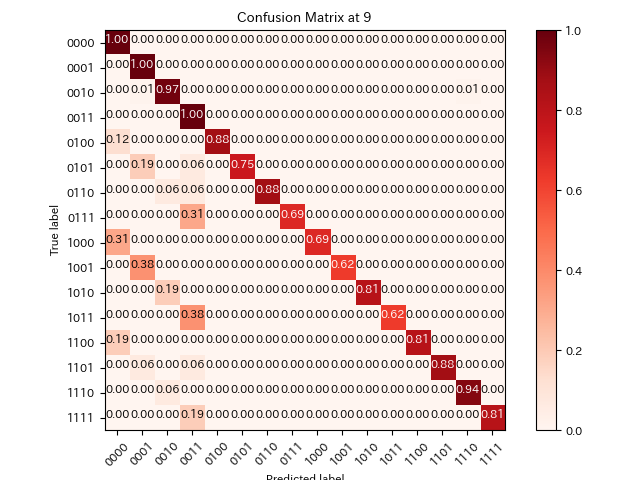 Confusion Matrix at 9
0000 1.00 0.00 0.00 0.00 0.00 0.00 0.00 0.00 0.00 0.00 0.00 0.00 0.00 0.00 0.00 0.00
0001 0.00 1.00 0.00 0.00 0.00 0.00 0.00 0.00 0.00 0.00 0.00 0.00 0.00 0.00 0.00 0.00
0010 0.00 0.01 0.97 0.00 0.00 0.00 0.00 0.00 0.00 0.00 0.00 0.00 0.00 0.00 0.01 0.00
0011 0.00 0.00 0.00 1.00 0.00 0.00 0.00 0.00 0.00 0.00 0.00 0.00 0.00 0.00 0.00 0.00
0100 0.12 0.00 0.00 0.00 0.88 0.00 0.00 0.00 0.00 0.00 0.00 0.00 0.00 0.00 0.00 0.00
0101 0.00 0.19 0.00 0.06 0.00 0.75 0.00 0.00 0.00 0.00 0.00 0.00 0.00 0.00 0.00 0.00
0110 0.00 0.00 0.06 0.06 0.00 0.00 0.88 0.00 0.00 0.00 0.00 0.00 0.00 0.00 0.00 0.00
0111 0.00 0.00 0.00 0.31 0.00 0.00 0.00 0.69 0.00 0.00 0.00 0.00 0.00 0.00 0.00 0.00
1000 0.31 0.00 0.00 0.00 0.00 0.00 0.00 0.00 0.69 0.00 0.00 0.00 0.00 0.00 0.00 0.00
1001 0.00 0.38 0.00 0.00 0.00 0.00 0.00 0.00 0.00 0.62 0.00 0.00 0.00 0.00 0.00 0.00
1010 0.00 0.00 0.19 0.00 0.00 0.00 0.00 0.00 0.00 0.00 0.81 0.00 0.00 0.00 0.00 0.00
1011 0.00 0.00 0.00 0.38 0.00 0.00 0.00 0.00 0.00 0.00 0.00 0.62 0.00 0.00 0.00 0.00
1100 0.19 0.00 0.00 0.00 0.00 0.00 0.00 0.00 0.00 0.00 0.00 0.00 0.81 0.00 0.00 0.00
1101 0.00 0.06 0.00 0.06 0.00 0.00 0.00 0.00 0.00 0.00 0.00 0.00 0.00 0.88 0.00 0.00
1110 0.00 0.00 0.06 0.00 0.00 0.00 0.00 0.00 0.00 0.00 0.00 0.00 0.00 0.00 0.94 0.00
1111 0.00 0.00 0.00 0.19 0.00 0.00 0.00 0.00 0.00 0.00 0.00 0.00 0.00 0.00 0.00 0.81
0000 0001 0010 0011 0100 0101 0110 0111 1000 1001 1010 1011 1100 1101 1110 1111
True label
Predicted label
1.0
0.8
0.6
0.4
0.2
0.0